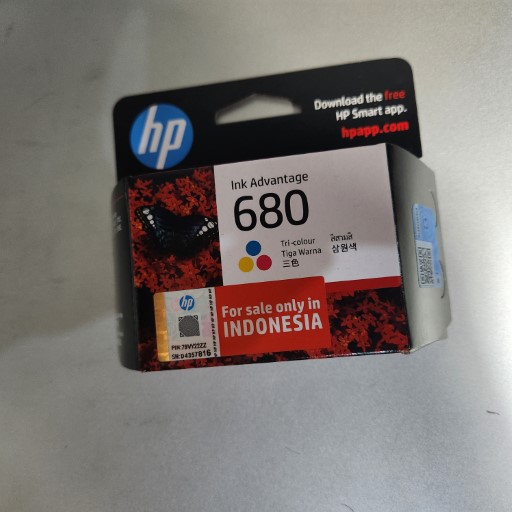 hp
Download the free
HP Smart app.
hpapp.com
Ink Advantage
680
Tri-colour
Tiga Warna
三色
สีสามสี
삼원색
hp
For sale only in
INDONESIA